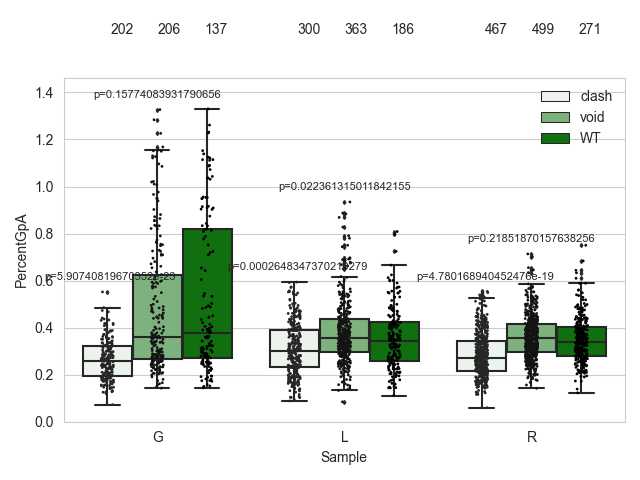 202 206 137 300 363 186 467 499 271
1.4
1.2
1.0
0.8
0.6
0.4
0.2
0.0
PercentGpA
p=0.15774083931790656
p=0.022361315011842155
p=0.21851870157638256
p=4.780168940452476e-19
clash
void
WT
G L R
Sample